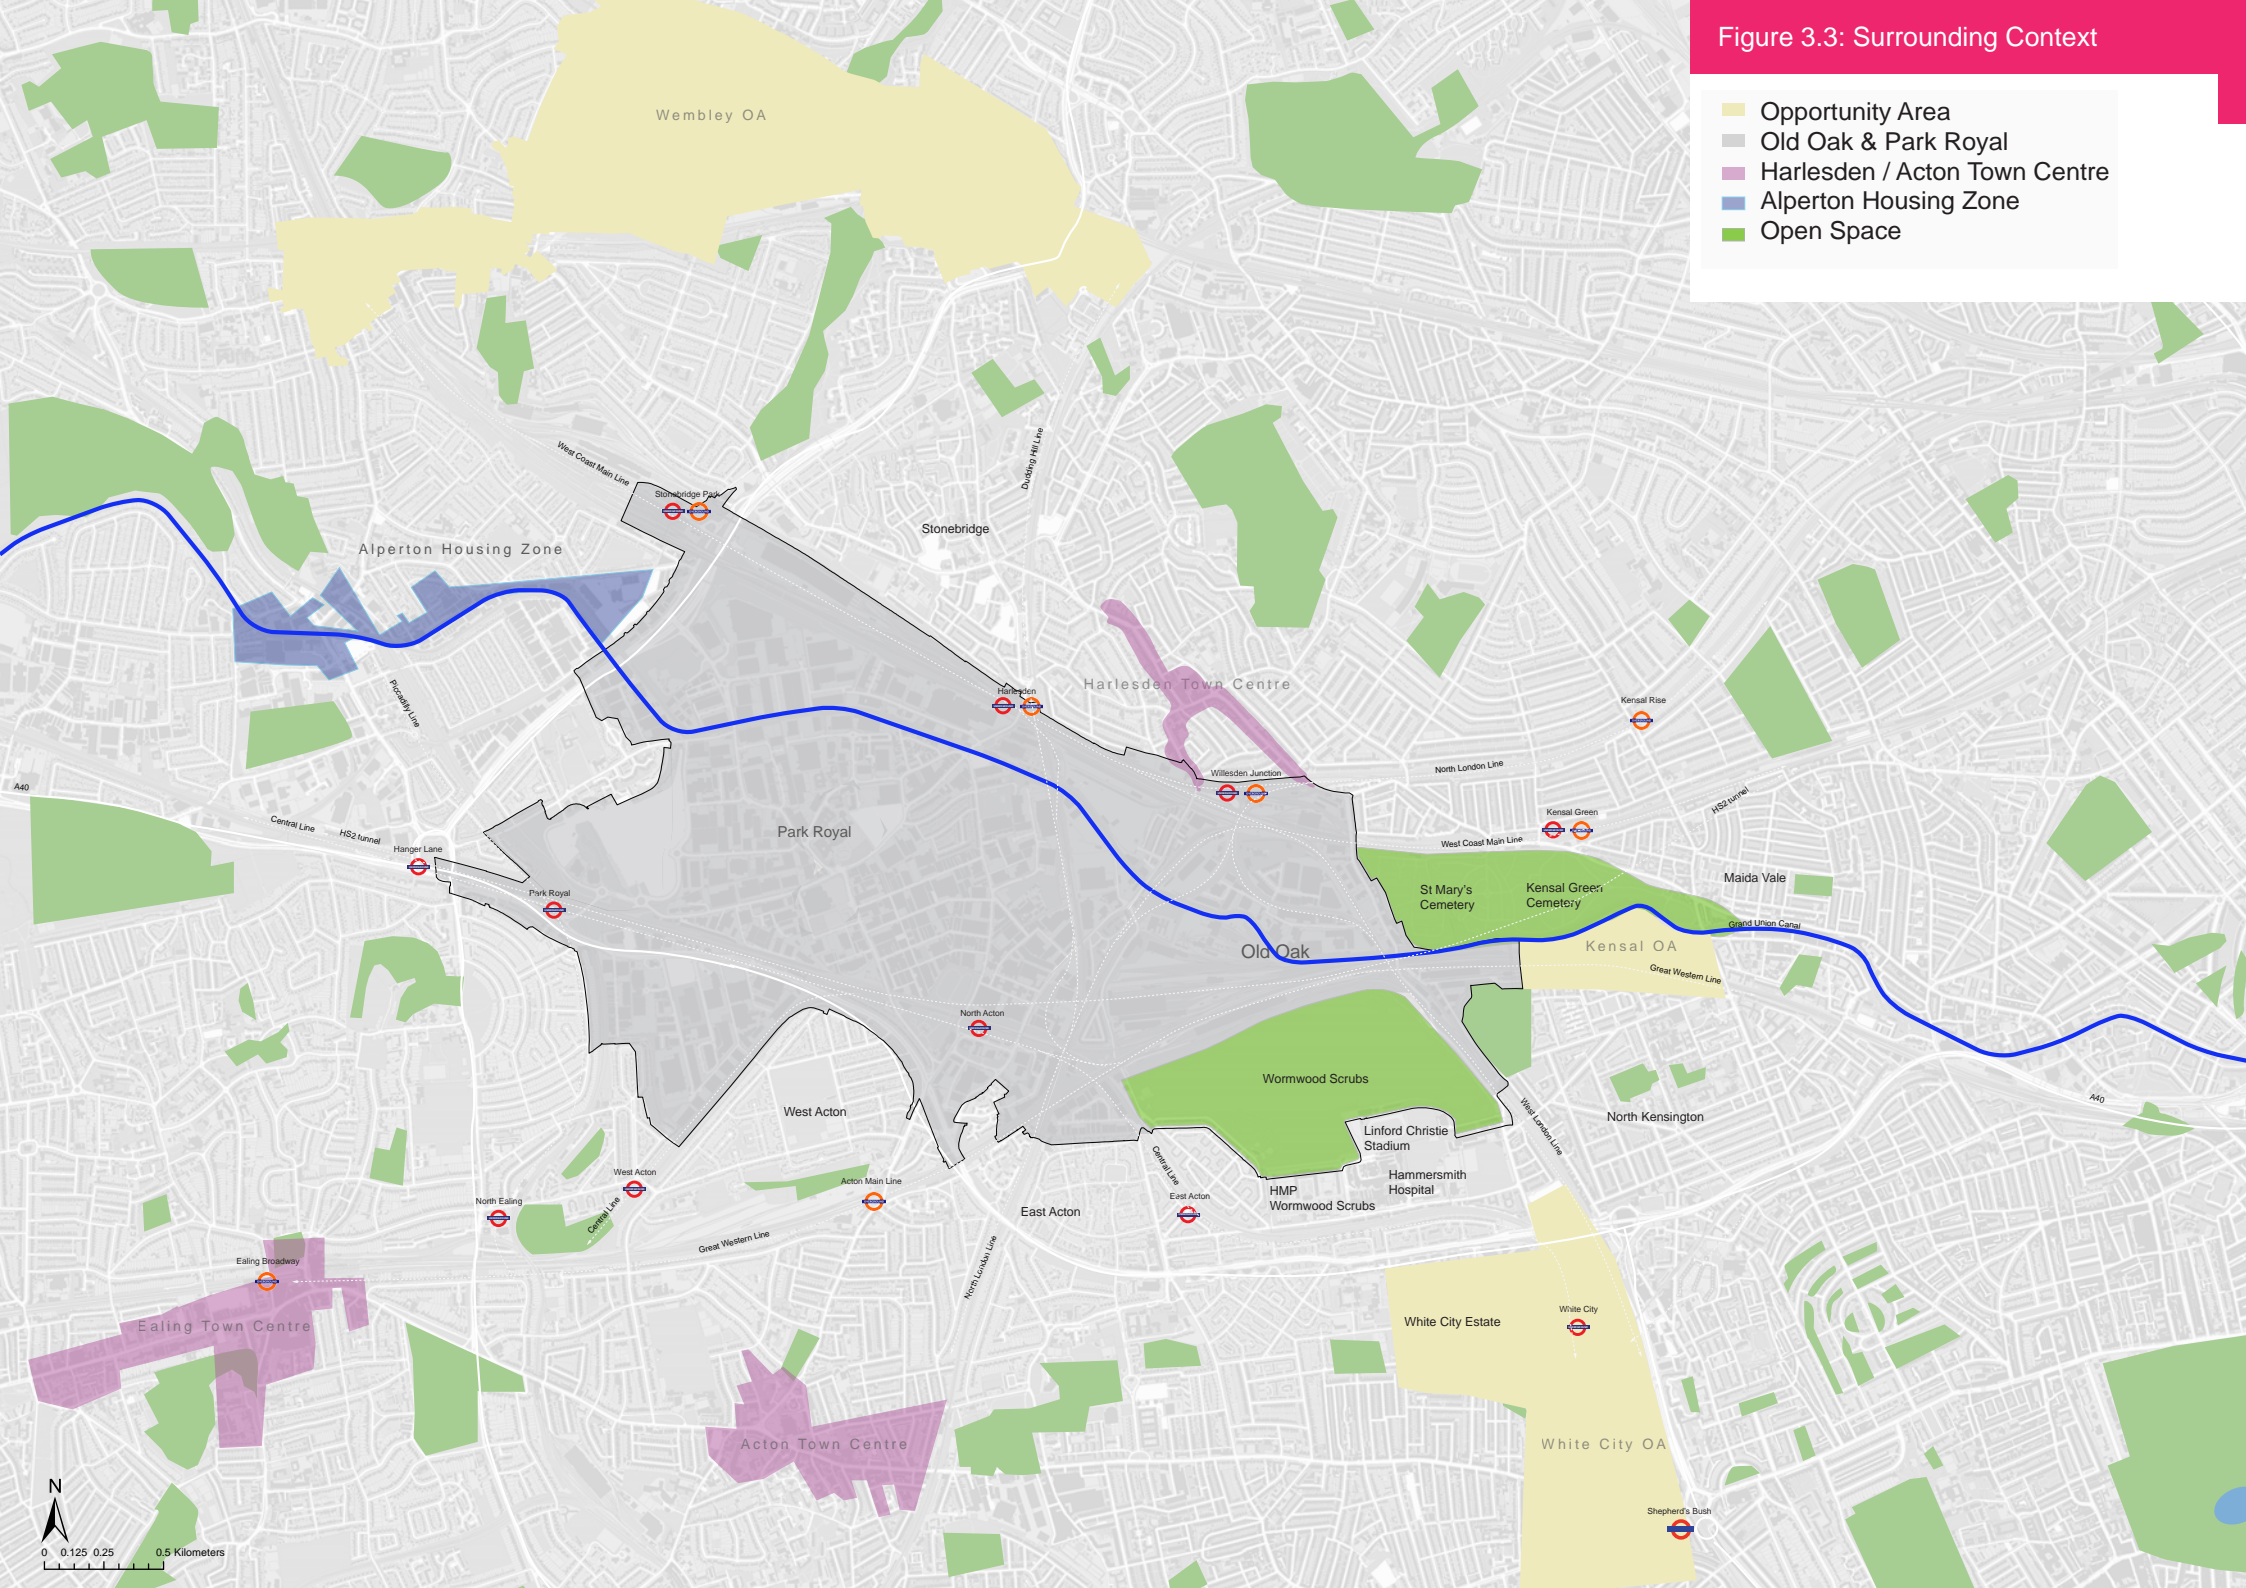 Figure 3.3: Surrounding Context
Opportunity Area
Old Oak & Park Royal
Harlesden / Acton Town Centre
Alperton Housing Zone
Open Space
Wembley OA
West Coast Main Line
Dudding Hill Line
Stonebridge Park
Stonebridge
Alperton Housing Zone
Harlesden Town Centre
Harlesden
Piccadilly Line
Kensal Rise
North London Line
Willesden Junction
A40
HS2 tunnel
Central Line
HS2 tunnel
Kensal Green
Park Royal
West Coast Main Line
Hanger Lane
Maida Vale
Park Royal
St Mary's
Cemetery
Kensal Green
Cemetery
Grand Union Canal
Old Oak
Kensal OA
Great Western Line
North Acton
Wormwood Scrubs
A40
West Acton
North Kensington
West London Line
Linford Christie
Stadium
Central Line
West Acton
Acton Main Line
Hammersmith
Hospital
North Ealing
Central Line
East Acton
HMP
Wormwood Scrubs
East Acton
Great Western Line
North London Line
Ealing Broadway
White City
Ealing Town Centre
White City Estate
Acton Town Centre
White City OA
Shepherd's Bush
N
0 0.125 0.25 0.5 Kilometers